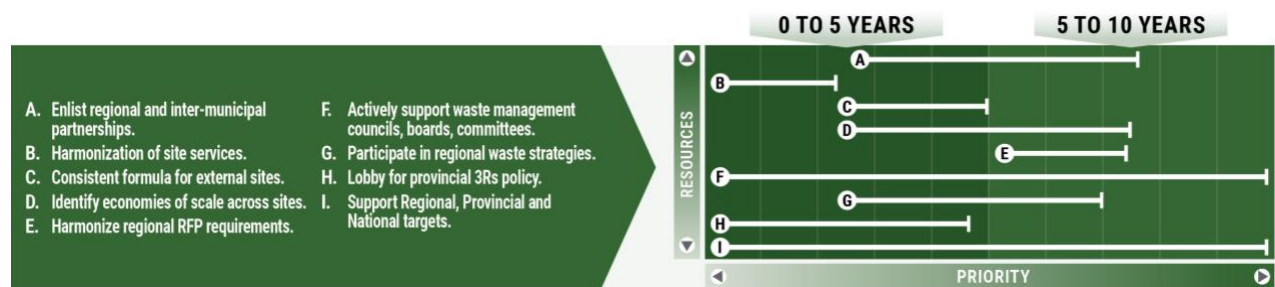 0 TO 5 YEARS
5 TO 10 YEARS
A. Enlist regional and inter-municipal
partnerships.
B. Harmonization of site services.
C. Consistent formula for external sites.
D. Identify economies of scale across sites.
E. Harmonize regional RFP requirements.
F. Actively support waste management
councils, boards, committees.
G. Participate in regional waste strategies.
H. Lobby for provincial 3Rs policy.
I. Support Regional, Provincial and
National targets.
RESOURCES
A
B
C
D
E
F
G
H
I
PRIORITY